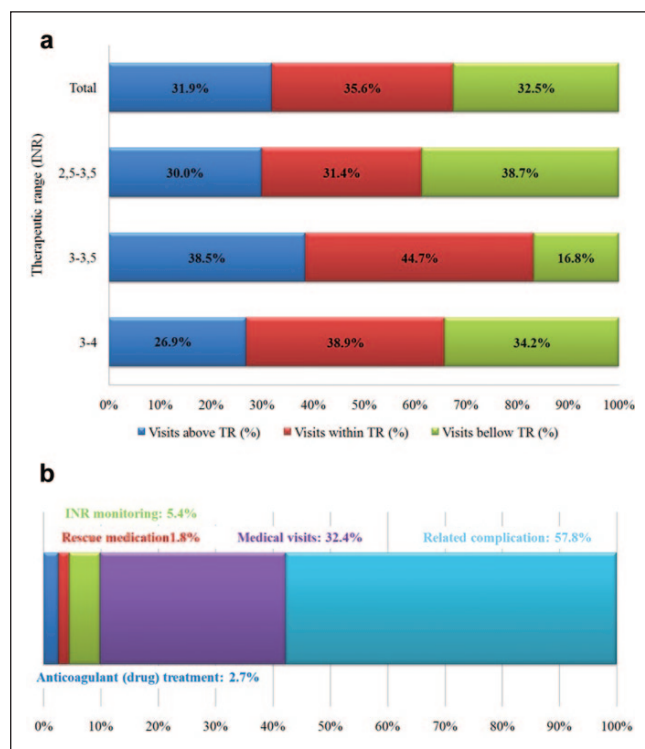 a
Total
31.9% 35.6% 32.5%
2,5-3,5
30.0% 31.4% 38.7%
3-3,5
38.5% 44.7% 16.8%
3-4
26.9% 38.9% 34.2%
Therapeutic range (INR)
0% 10% 20% 30% 40% 50% 60% 70% 80% 90% 100%
Visits above TR (%) Visits within TR (%) Visits bellow TR (%)
b
INR monitoring: 5.4%
Rescue medication1.8% Medical visits: 32.4% Related complication: 57.8%
Anticoagulant (drug) treatment: 2.7%
0% 10% 20% 30% 40% 50% 60% 70% 80% 90% 100%